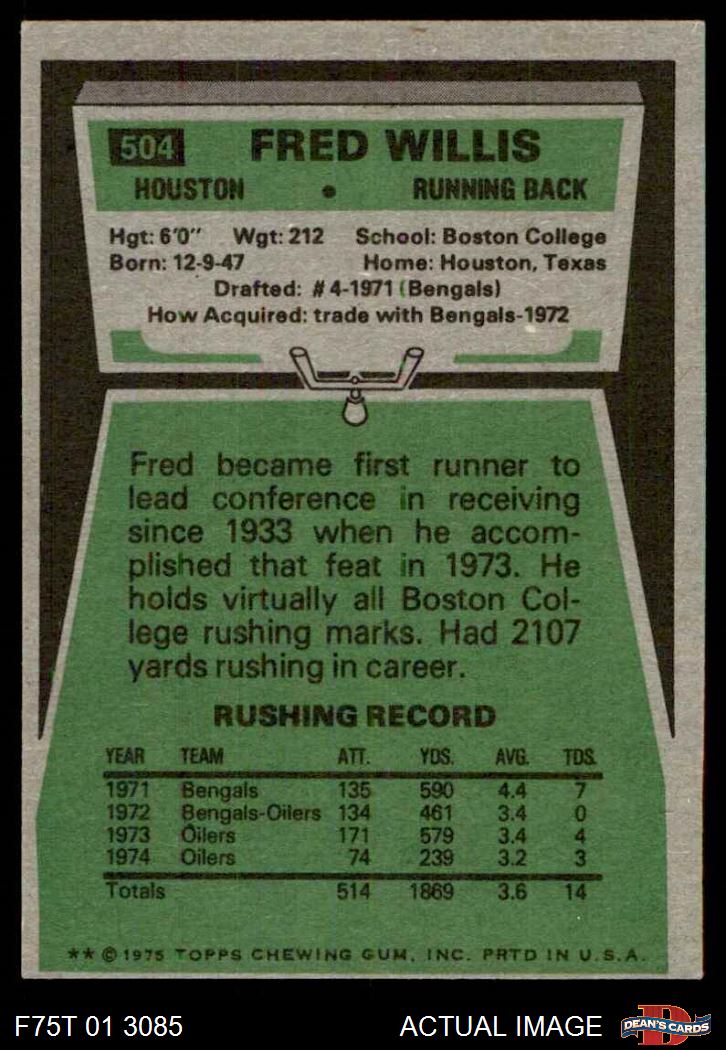 504 FRED WILLIS
HOUSTON • RUNNING BACK
Hgt: 6'0" Wgt: 212 School: Boston College
Born: 12-9-47 Home: Houston, Texas
Drafted: #4-1971 (Bengals)
How Acquired: trade with Bengals-1972
Fred became first runner to
lead conference in receiving
since 1933 when he accom-
plished that feat in 1973. He
holds virtually all Boston Col-
lege rushing marks. Had 2107
yards rushing in career.
RUSHING RECORD
YEAR TEAM ATT. YDS. AVG. TDS.
1971 Bengals 135 590 4.4 7
1972 Bengals-Oilers 134 461 3.4 0
1973 Oilers 171 579 3.4 4
1974 Oilers 74 239 3.2 3
Totals 514 1869 3.6 14
** © 1975 TOPPS CHEWING GUM, INC. PRTD IN U.S.A.
F75T 01 3085 ACTUAL IMAGE D DEAN'S CARDS